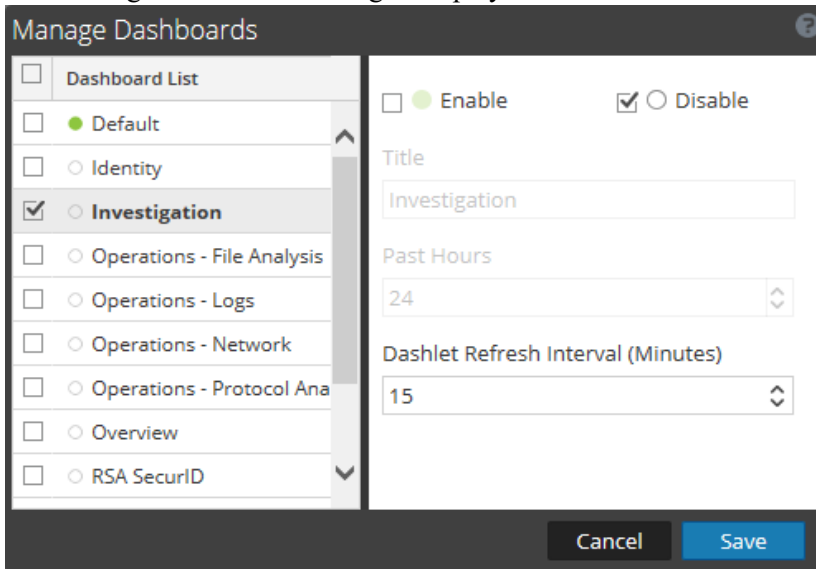 Manage Dashboards
Dashboard List
Default
Identity
Investigation
Operations - File Analysis
Operations - Logs
Operations - Network
Operations - Protocol Ana
Overview
RSA SecurID
Enable
Disable
Title
Investigation
Past Hours
24
Dashlet Refresh Interval (Minutes)
15
Cancel
Save